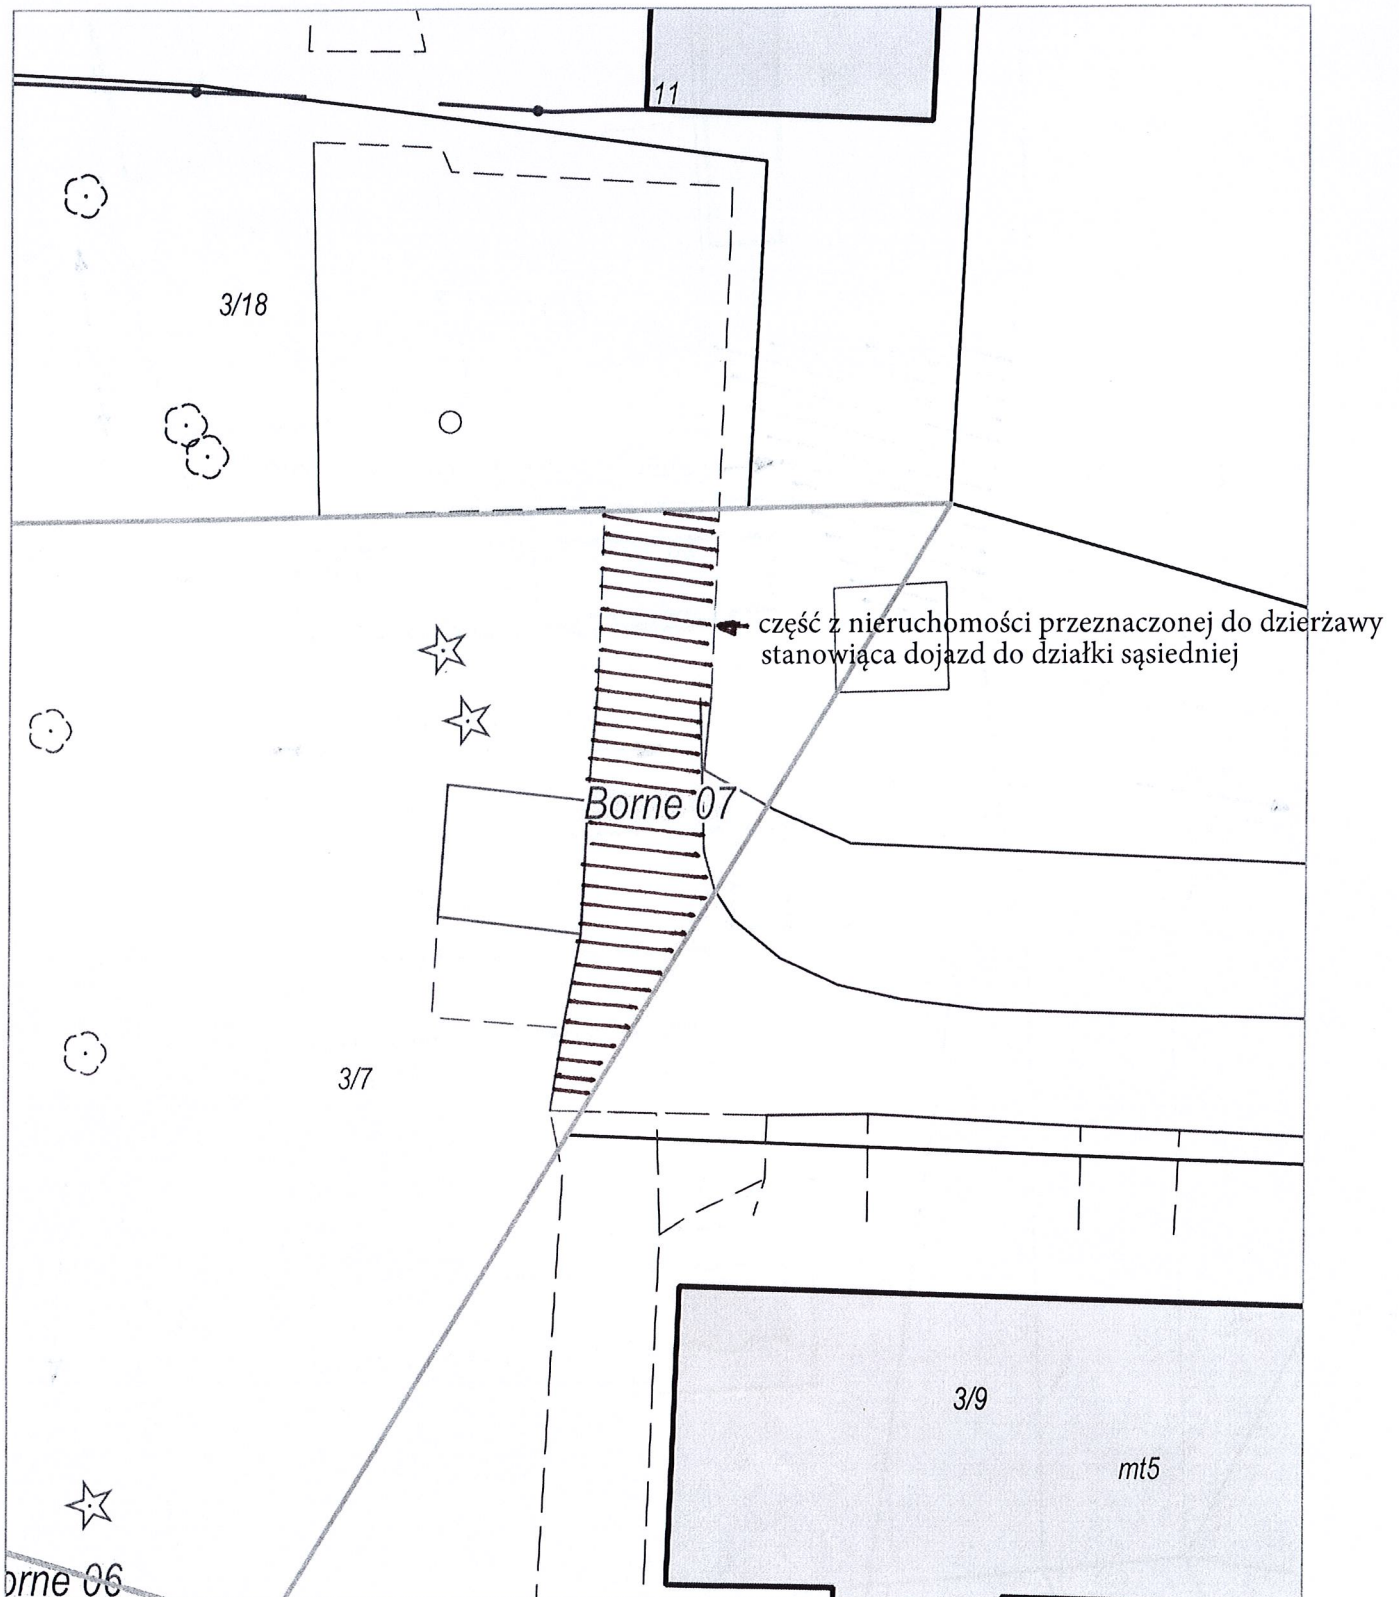 11
3/18
część z nieruchomości przeznaczonej do dzierżawy
stanowiąca dojazd do działki sąsiedniej
Borne 07
3/7
3/9
mt5
orne 06